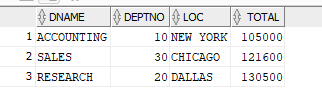 DNAME DEPTNO LOC TOTAL
1 ACCOUNTING 10 NEW YORK 105000
2 SALES 30 CHICAGO 121600
3 RESEARCH 20 DALLAS 130500